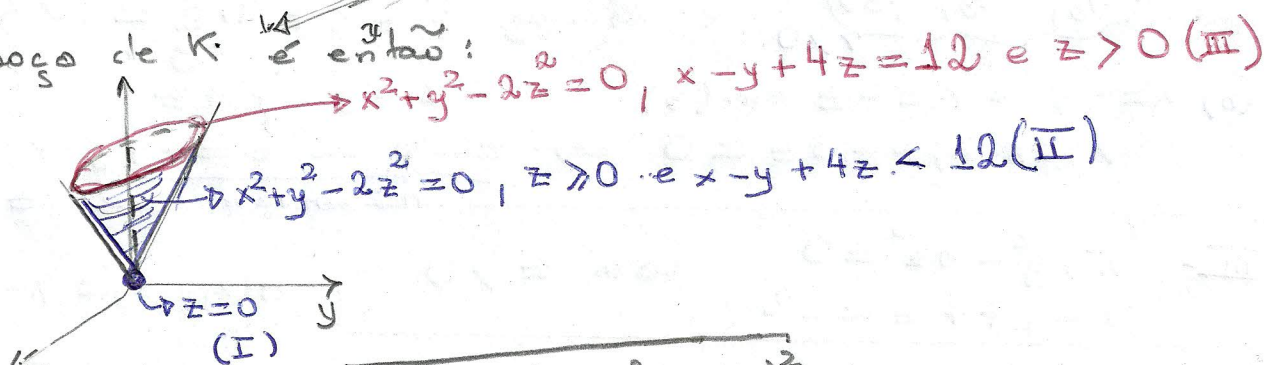 de K. é então:
x²+y²-2z²=0, x-y+4z=12 e z>0 (III)
x²+y²-2z²=0, z≥0 e x-y+4z<12 (II)
z=0
y
(I)